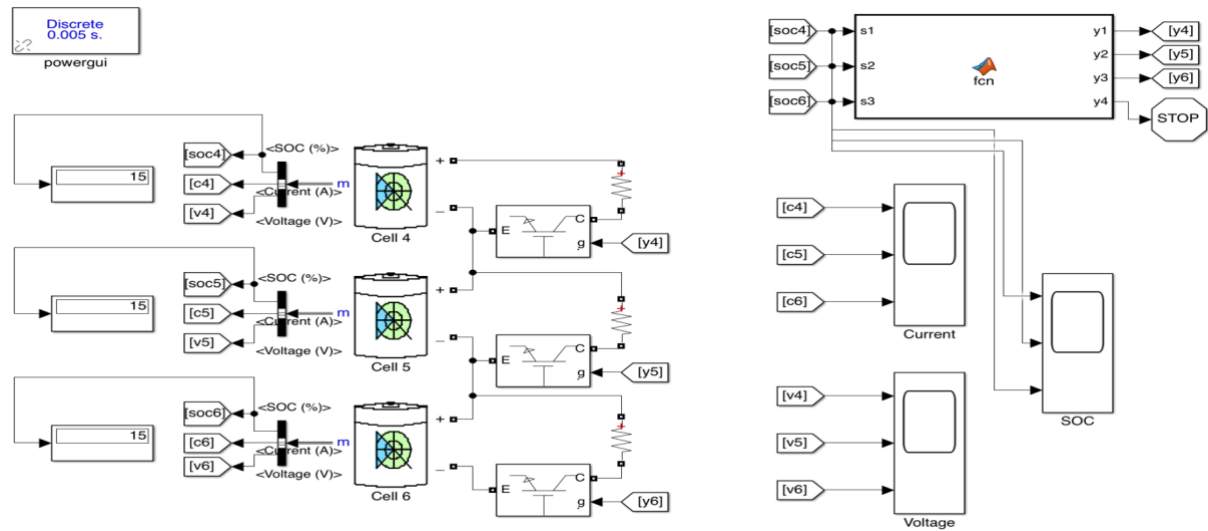 Discrete
0.005 s.
powergui
[soc4]
<SOC (%)>
15
[c4]
<Current (A)>
m
[v4]
<Voltage (V)>
+
_
Cell 4
E
C
g
[y4]
[soc5]
<SOC (%)>
15
[c5]
<Current (A)>
m
[v5]
<Voltage (V)>
+
_
Cell 5
E
C
g
[y5]
[soc6]
<SOC (%)>
15
[c6]
<Current (A)>
m
[v6]
<Voltage (V)>
+
_
Cell 6
E
C
g
[y6]
[soc4]
s1
y1
[y4]
[soc5]
s2
y2
[y5]
fcn
y3
[y6]
[soc6]
s3
y4
STOP
[c4]
[c5]
[c6]
Current
SOC
[v4]
[v5]
[v6]
Voltage